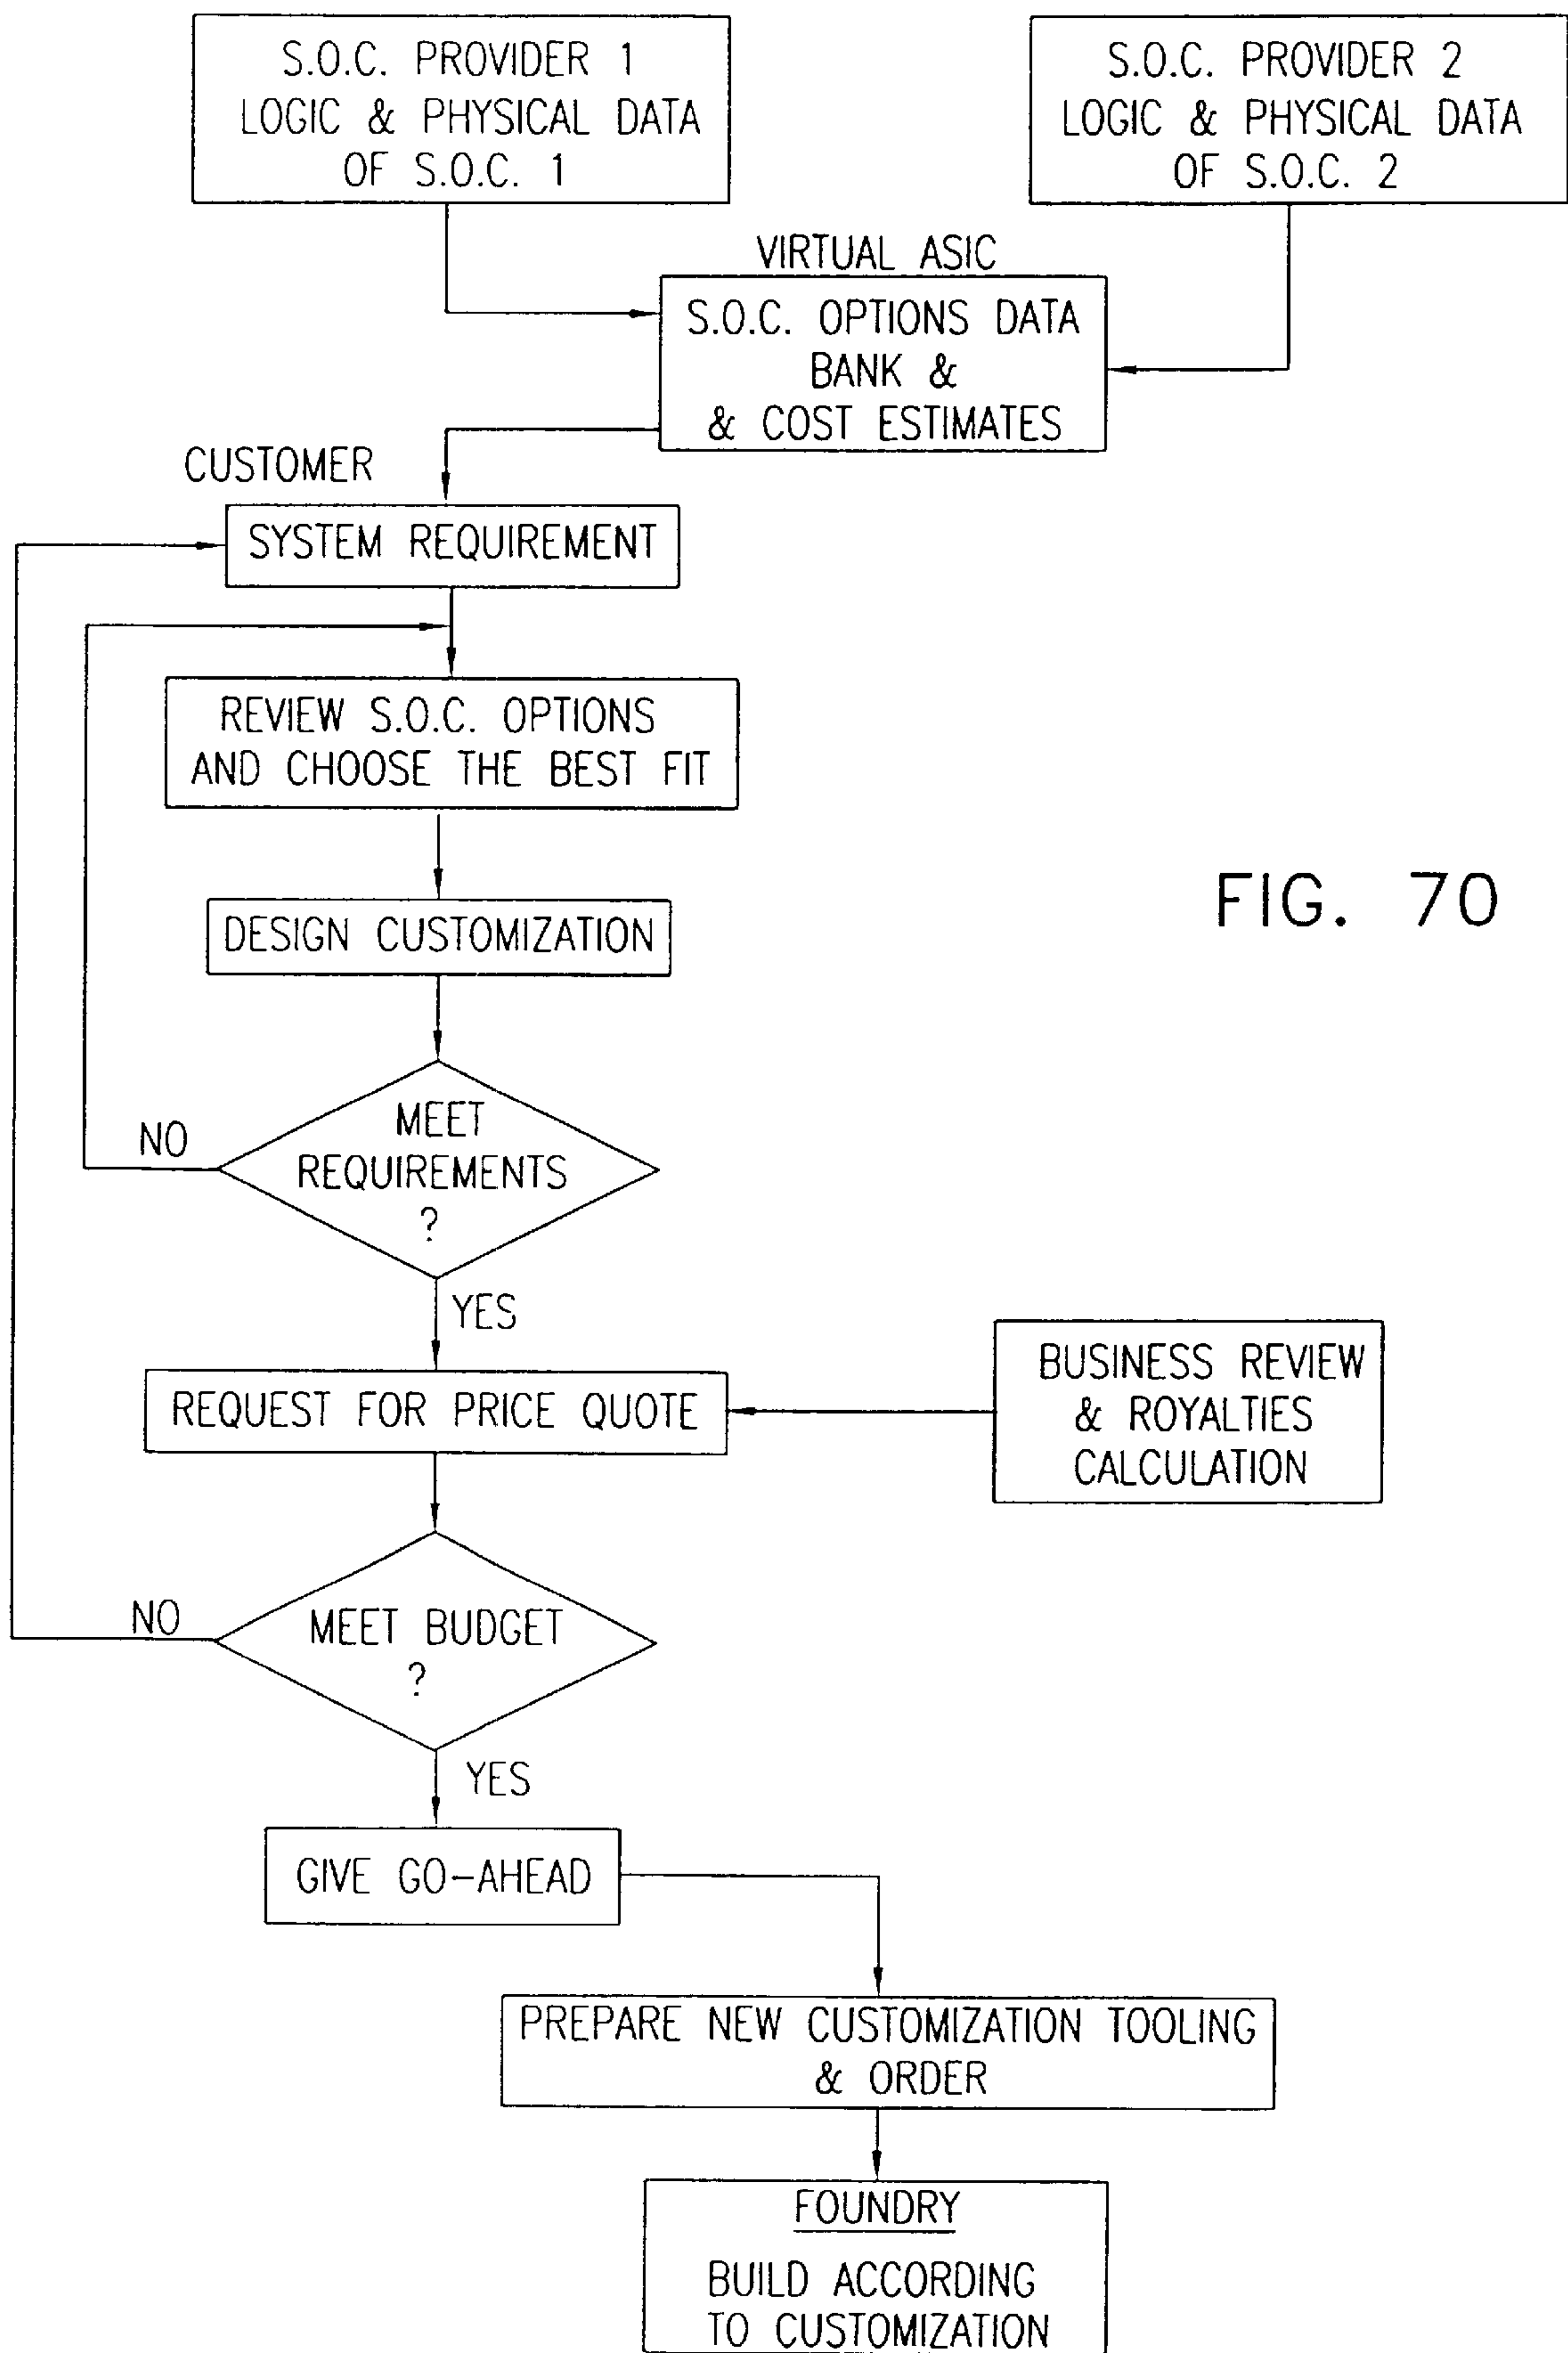 S.O.C. PROVIDER 1
LOGIC & PHYSICAL DATA
OF S.O.C. 1
S.O.C. PROVIDER 2
LOGIC & PHYSICAL DATA
OF S.O.C. 2
VIRTUAL ASIC
S.O.C. OPTIONS DATA
BANK &
& COST ESTIMATES
CUSTOMER
SYSTEM REQUIREMENT
REVIEW S.O.C. OPTIONS
AND CHOOSE THE BEST FIT
FIG. 70
DESIGN CUSTOMIZATION
MEET
REQUIREMENTS
?
NO
YES
REQUEST FOR PRICE QUOTE
BUSINESS REVIEW
& ROYALTIES
CALCULATION
MEET BUDGET
?
NO
YES
GIVE GO-AHEAD
PREPARE NEW CUSTOMIZATION TOOLING
& ORDER
FOUNDRY
BUILD ACCORDING
TO CUSTOMIZATION